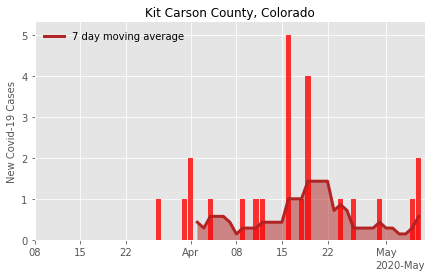 Kit Carson County, Colorado
7 day moving average
New Covid-19 Cases
5
4
3
2
1
0
08
15
22
Apr
08
15
22
May
2020-May